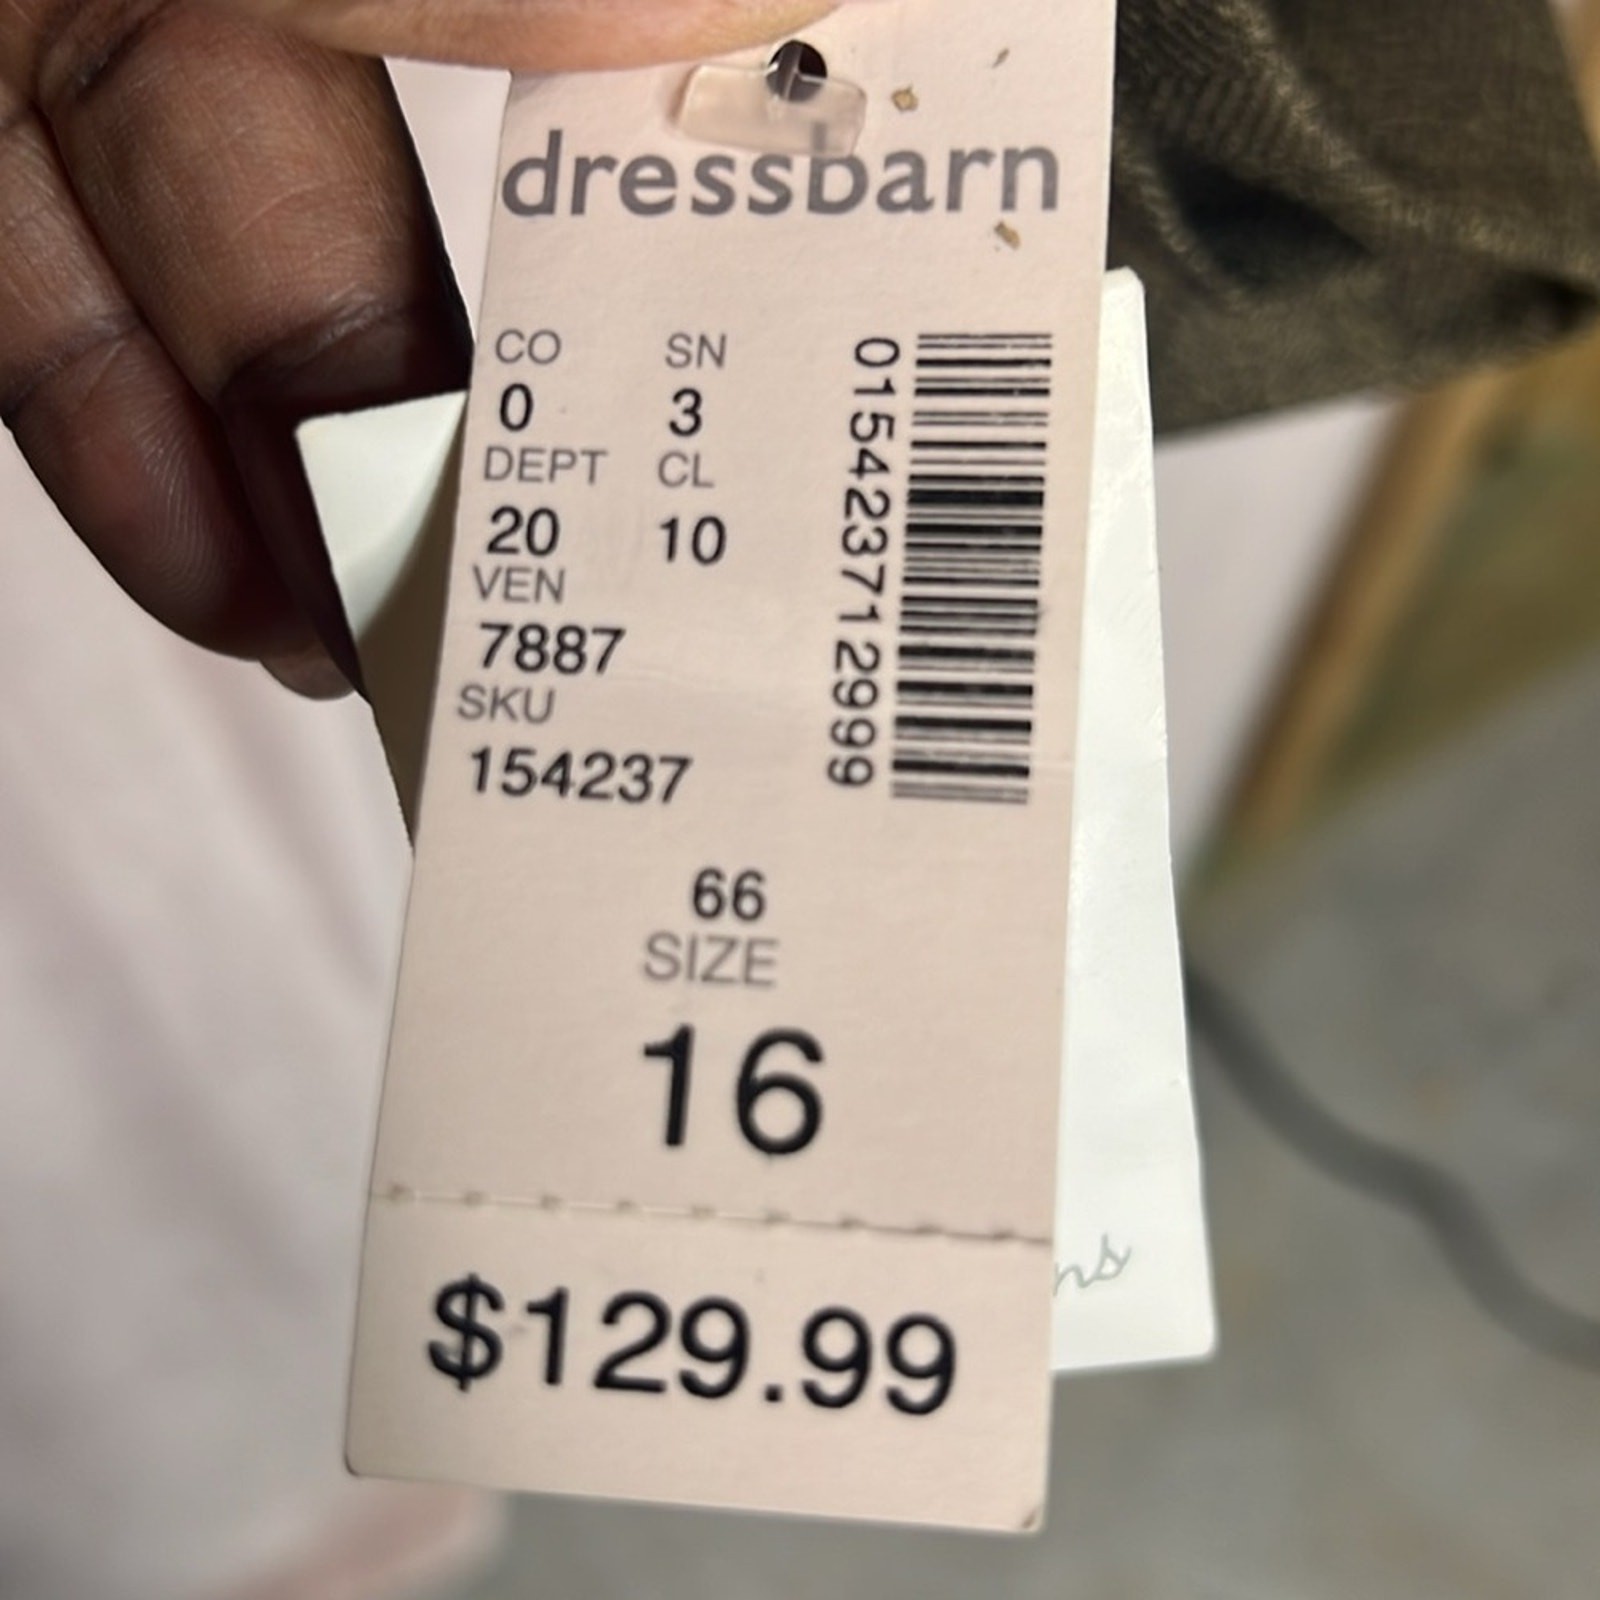 dressbarn
CO SN
0 3
DEPT CL
20 10
VEN
7887
SKU
154237
015423712999
66
SIZE
16
$129.99